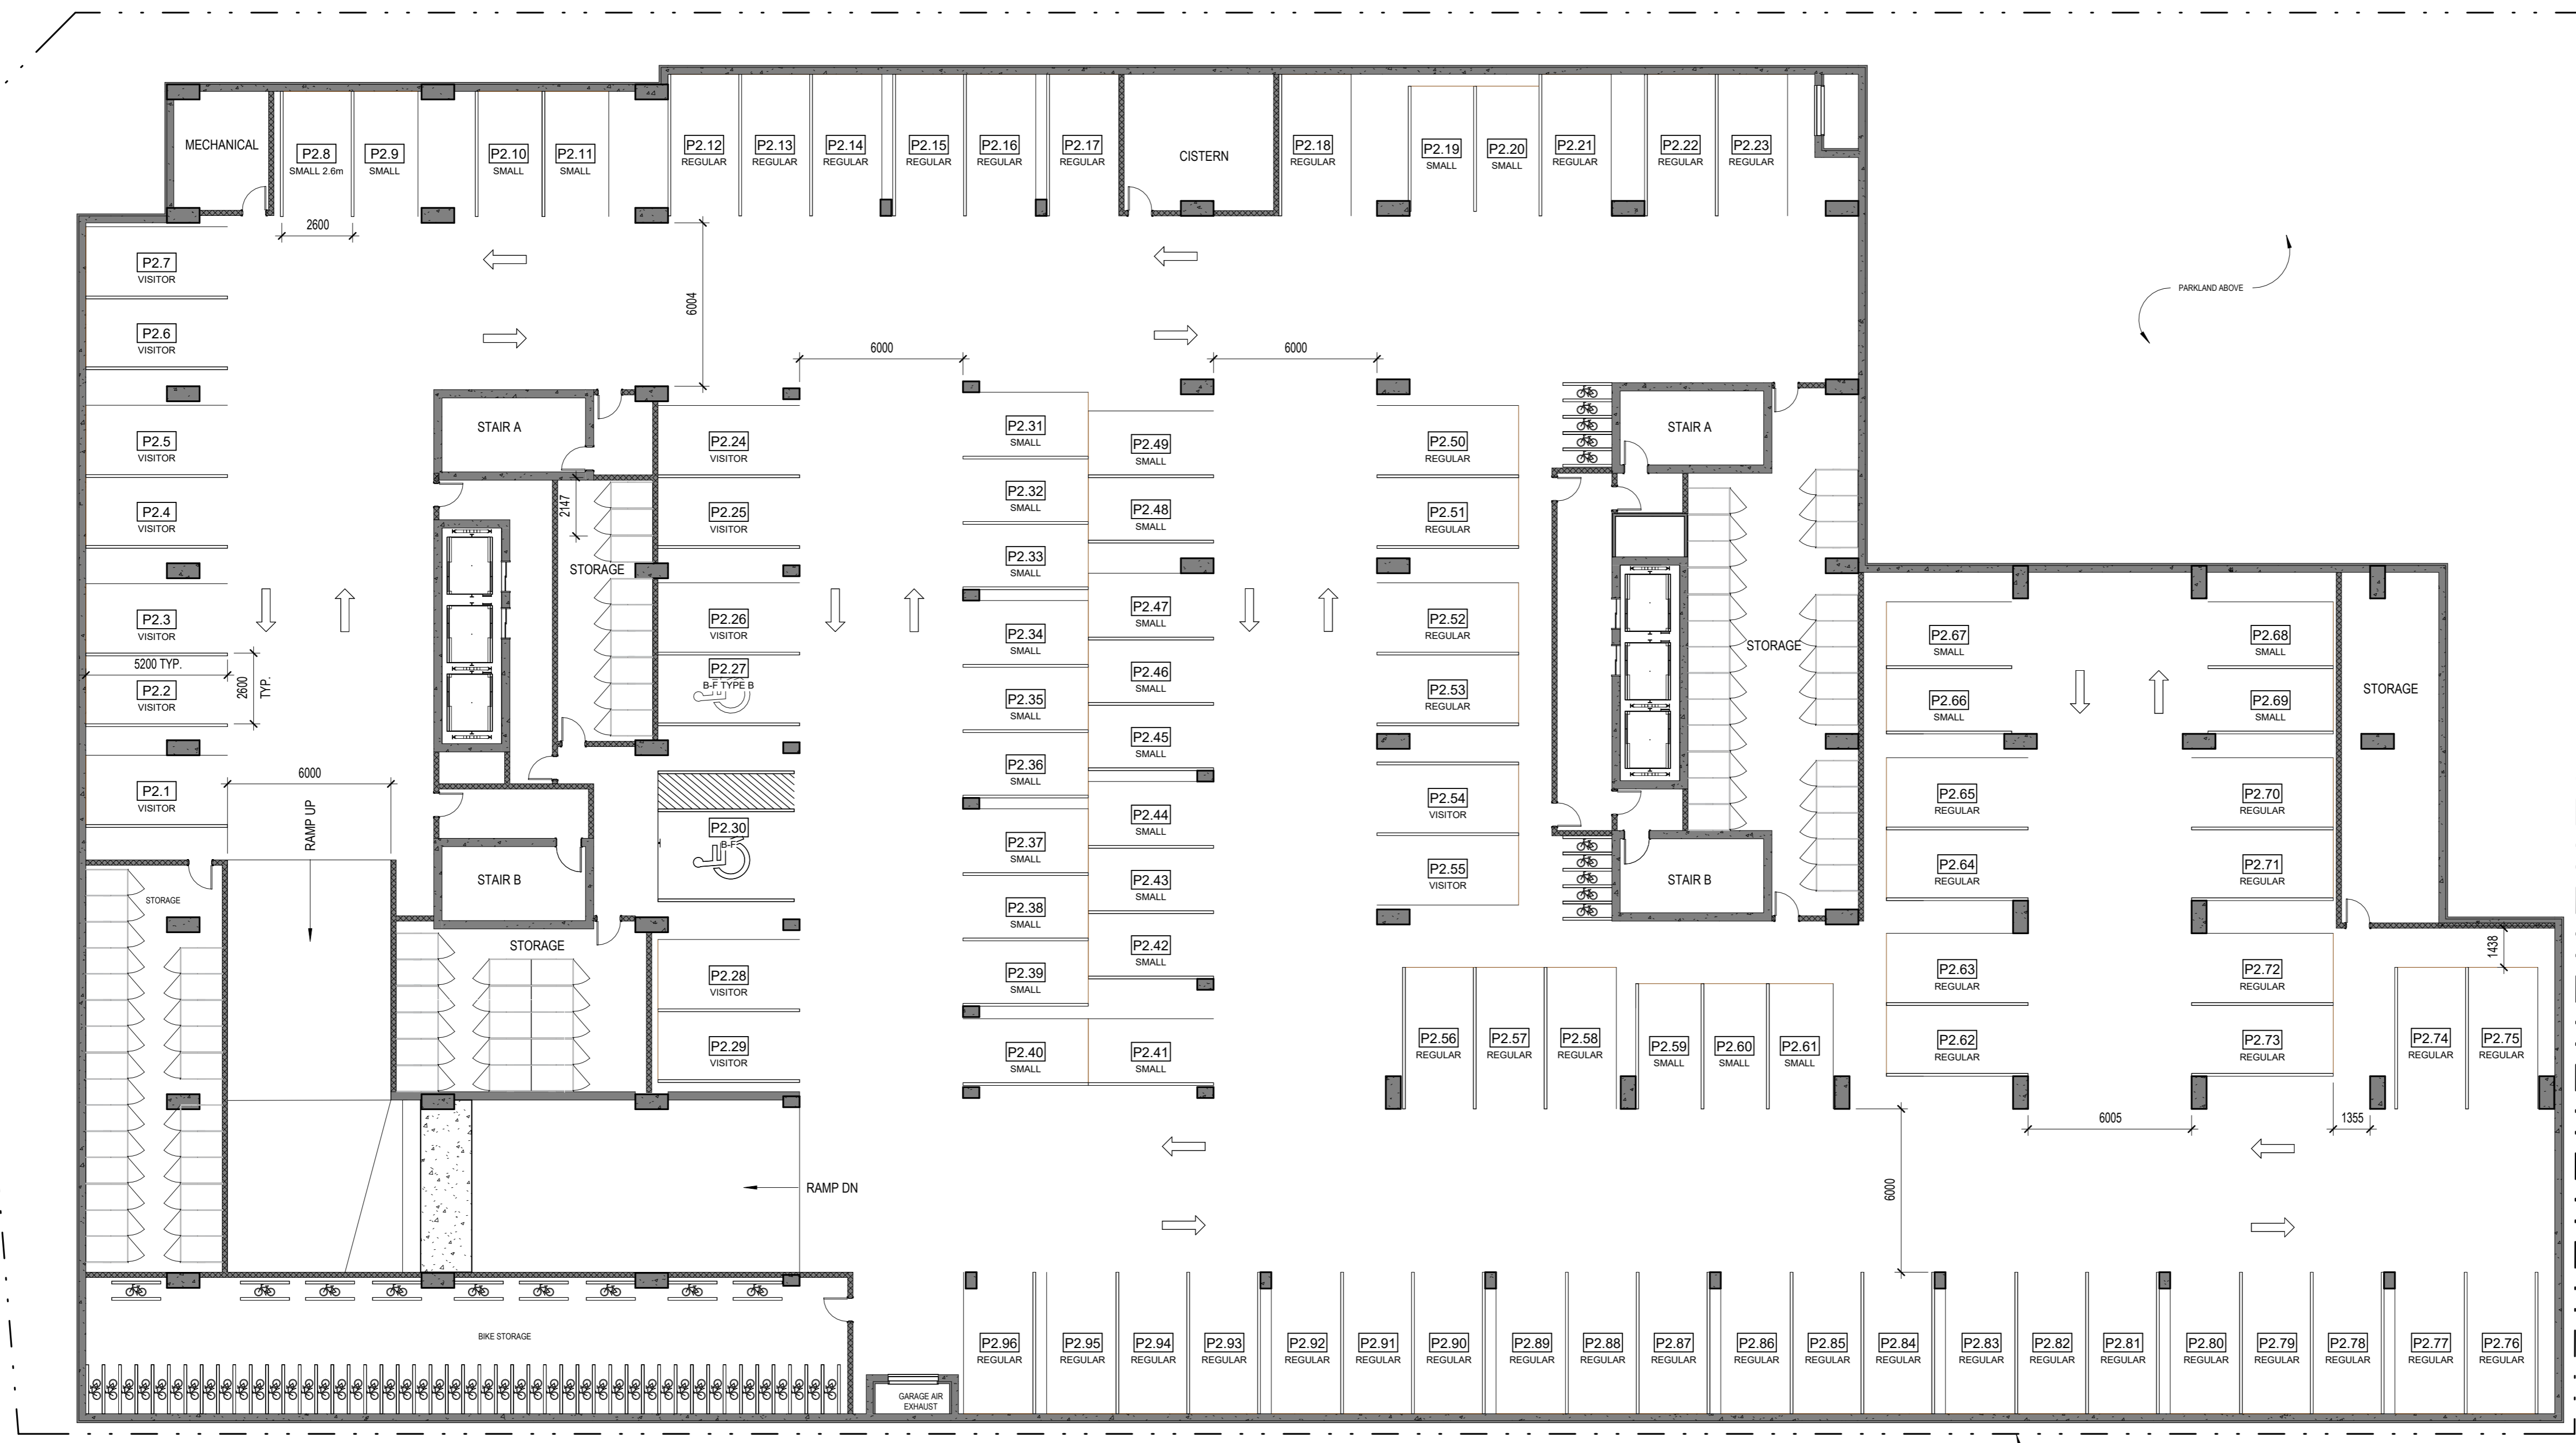 MECHANICAL
P2.8
SMALL 2.6m
P2.9
SMALL
P2.10
SMALL
P2.11
SMALL
P2.12
REGULAR
P2.13
REGULAR
P2.14
REGULAR
P2.15
REGULAR
P2.16
REGULAR
P2.17
REGULAR
CISTERN
P2.18
REGULAR
P2.19
SMALL
P2.20
SMALL
P2.21
REGULAR
P2.22
REGULAR
P2.23
REGULAR
2600
P2.7
VISITOR
P2.6
VISITOR
6004
6000
6000
PARKLAND ABOVE
P2.5
VISITOR
P2.4
VISITOR
P2.3
VISITOR
5200 TYP.
2600
TYP.
P2.2
VISITOR
P2.1
VISITOR
6000
RAMP UP
STAIR A
2147
STORAGE
STAIR B
STORAGE
STORAGE
P2.24
VISITOR
P2.25
VISITOR
P2.26
VISITOR
P2.27
B-F TYPE B
P2.30
B-F
P2.28
VISITOR
P2.29
VISITOR
P2.31
SMALL
P2.32
SMALL
P2.33
SMALL
P2.34
SMALL
P2.35
SMALL
P2.36
SMALL
P2.37
SMALL
P2.38
SMALL
P2.39
SMALL
P2.40
SMALL
P2.49
SMALL
P2.48
SMALL
P2.47
SMALL
P2.46
SMALL
P2.45
SMALL
P2.44
SMALL
P2.43
SMALL
P2.42
SMALL
P2.41
SMALL
P2.50
REGULAR
P2.51
REGULAR
P2.52
REGULAR
P2.53
REGULAR
P2.54
VISITOR
P2.55
VISITOR
STAIR A
STORAGE
STAIR B
P2.56
REGULAR
P2.57
REGULAR
P2.58
REGULAR
P2.59
SMALL
P2.60
SMALL
P2.61
SMALL
P2.67
SMALL
P2.66
SMALL
P2.65
REGULAR
P2.64
REGULAR
P2.63
REGULAR
P2.62
REGULAR
P2.68
SMALL
P2.69
SMALL
P2.70
REGULAR
P2.71
REGULAR
P2.72
REGULAR
P2.73
REGULAR
STORAGE
1438
P2.74
REGULAR
P2.75
REGULAR
6005
1355
6000
RAMP DN
BIKE STORAGE
GARAGE AIR
EXHAUST
P2.96
REGULAR
P2.95
REGULAR
P2.94
REGULAR
P2.93
REGULAR
P2.92
REGULAR
P2.91
REGULAR
P2.90
REGULAR
P2.89
REGULAR
P2.88
REGULAR
P2.87
REGULAR
P2.86
REGULAR
P2.85
REGULAR
P2.84
REGULAR
P2.83
REGULAR
P2.82
REGULAR
P2.81
REGULAR
P2.80
REGULAR
P2.79
REGULAR
P2.78
REGULAR
P2.77
REGULAR
P2.76
REGULAR